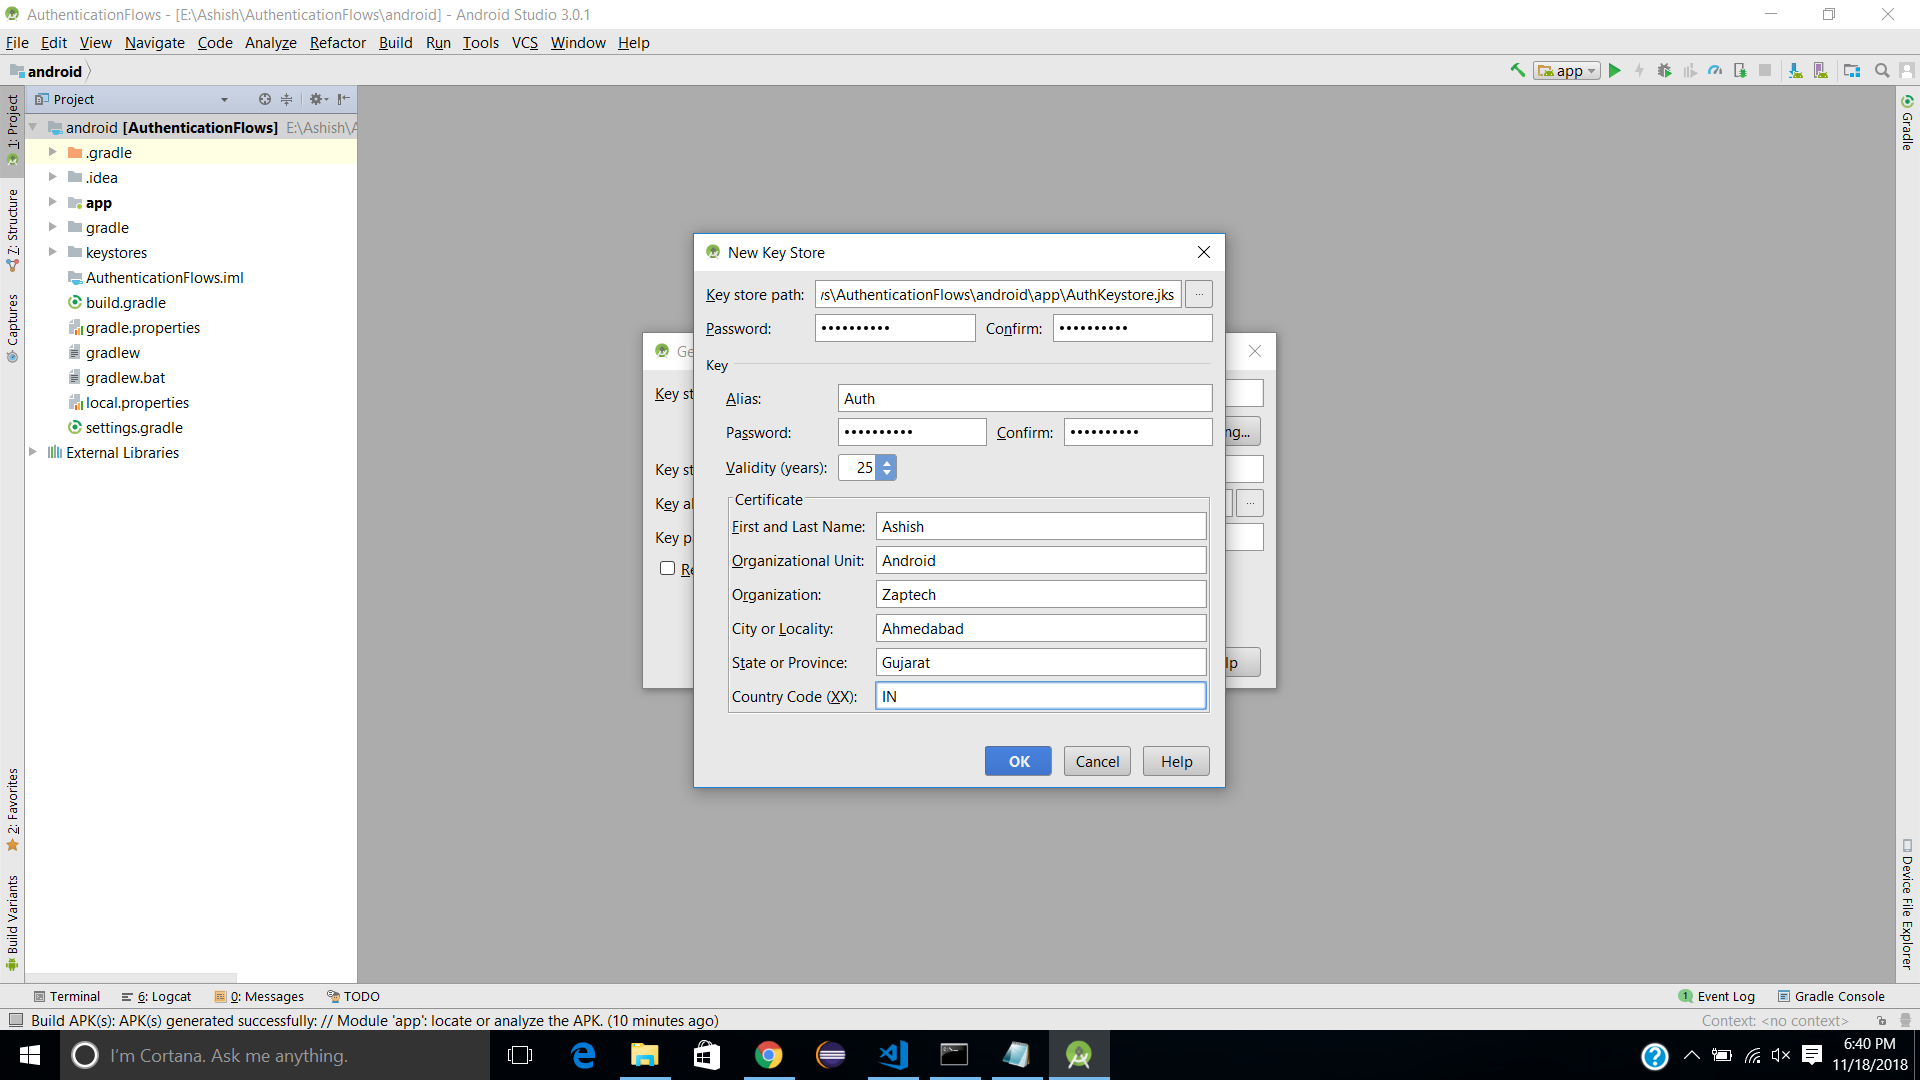 AuthenticationFlows - [E:\Ashish\AuthenticationFlows\android] - Android Studio 3.0.1
File Edit View Navigate Code Analyze Refactor Build Run Tools VCS Window Help
android app
1: Project
7: Structure
Captures
2: Favorites
Build Variants
Project
android [AuthenticationFlows] E:\Ashish\A
.gradle
.idea
app
gradle
keystores
AuthenticationFlows.iml
build.gradle
gradle.properties
gradlew
gradlew.bat
local.properties
settings.gradle
External Libraries
Ge
Key st
ng...
Key st
Key al
...
Key p
Re
lp
New Key Store
Key store path: /s\AuthenticationFlows\android\app\AuthKeystore.jks ...
Password: •••••••••• Confirm: ••••••••••
Key
Alias: Auth
Password: •••••••••• Confirm: ••••••••••
Validity (years): 25
Certificate
First and Last Name: Ashish
Organizational Unit: Android
Organization: Zaptech
City or Locality: Ahmedabad
State or Province: Gujarat
Country Code (XX): IN
OK Cancel Help
Gradle
Device File Explorer
Terminal 6: Logcat 0: Messages TODO 1 Event Log Gradle Console
Build APK(s): APK(s) generated successfully: // Module 'app': locate or analyze the APK. (10 minutes ago) Context: <no context>
I'm Cortana. Ask me anything.
6:40 PM
11/18/2018